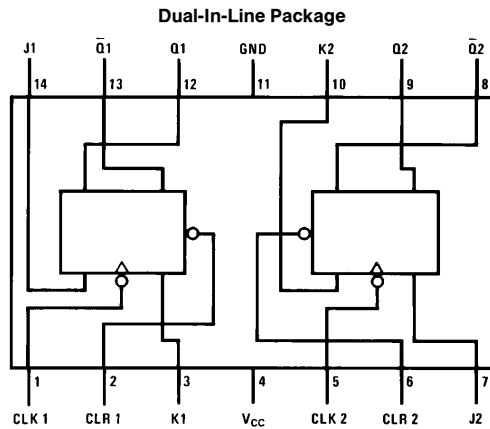 Dual-In-Line Package
J1 Q̅1 Q1 GND K2 Q2 Q̅2
14 13 12 11 10 9 8
1 2 3 4 5 6 7
CLK 1 CLR 1 K1 VCC CLK 2 CLR 2 J2